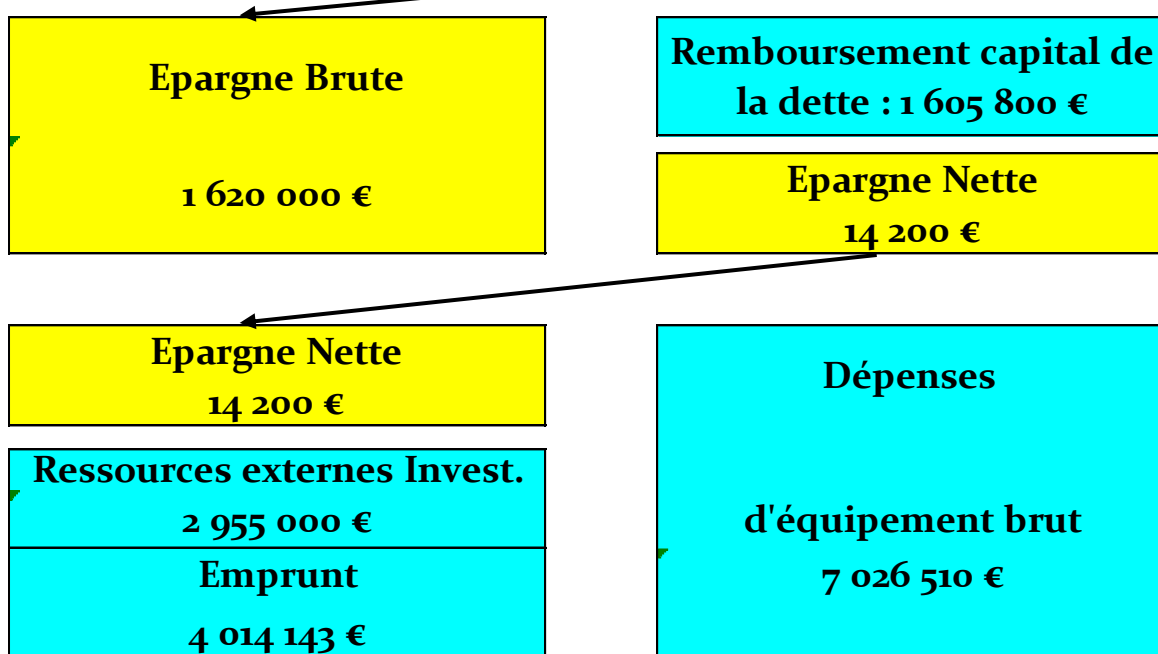 Epargne Brute
1 620 000 €
Remboursement capital de
la dette : 1 605 800 €
Epargne Nette
14 200 €
Epargne Nette
14 200 €
Ressources externes Invest.
2 955 000 €
Emprunt
4 014 143 €
Dépenses
d'équipement brut
7 026 510 €